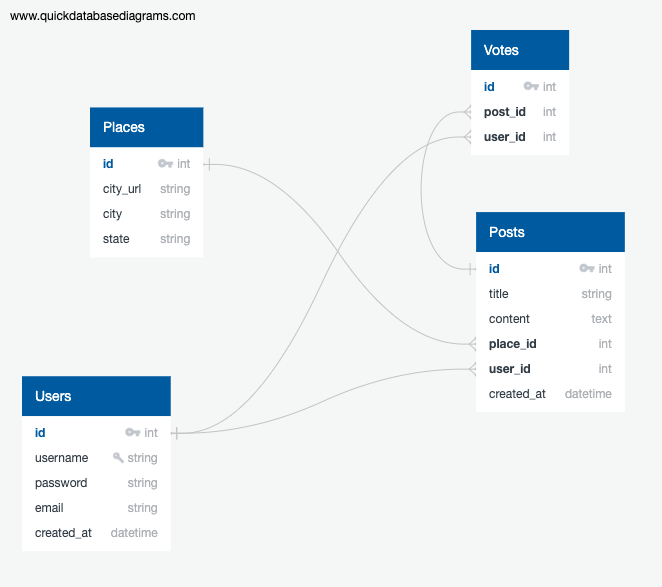 www.quickdatabasediagrams.com
Votes
id int
post_id int
user_id int
Places
id int
city_url string
city string
state string
Posts
id int
title string
content text
place_id int
user_id int
created_at datetime
Users
id int
username string
password string
email string
created_at datetime